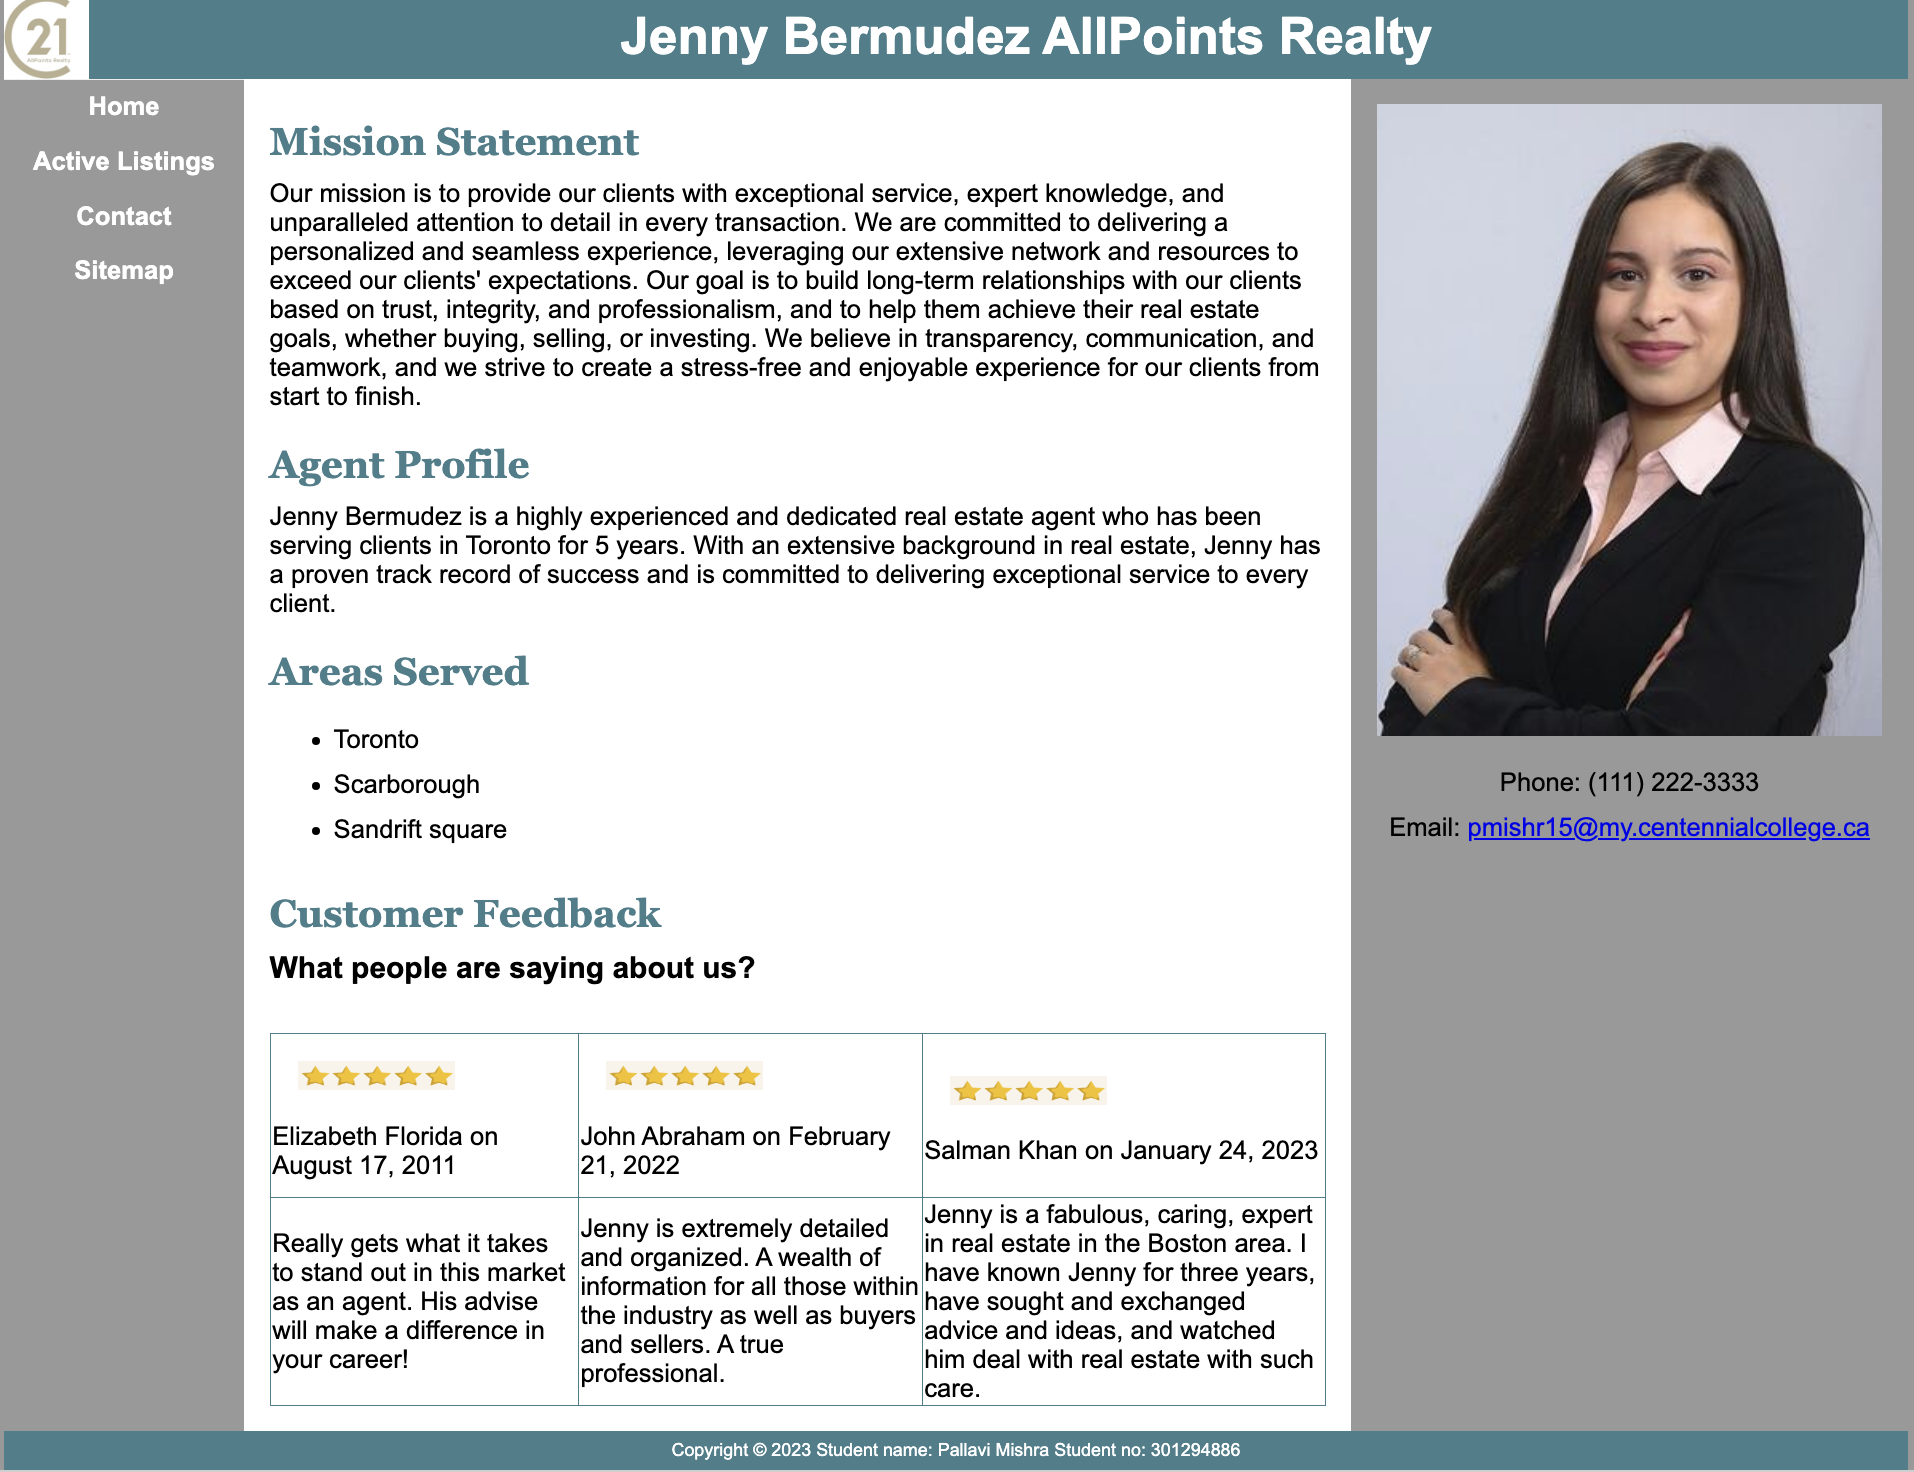 21
AllPoints Realty
Jenny Bermudez AllPoints Realty
Home
Active Listings
Contact
Sitemap
Mission Statement
Our mission is to provide our clients with exceptional service, expert knowledge, and
unparalleled attention to detail in every transaction. We are committed to delivering a
personalized and seamless experience, leveraging our extensive network and resources to
exceed our clients' expectations. Our goal is to build long-term relationships with our clients
based on trust, integrity, and professionalism, and to help them achieve their real estate
goals, whether buying, selling, or investing. We believe in transparency, communication, and
teamwork, and we strive to create a stress-free and enjoyable experience for our clients from
start to finish.
Agent Profile
Jenny Bermudez is a highly experienced and dedicated real estate agent who has been
serving clients in Toronto for 5 years. With an extensive background in real estate, Jenny has
a proven track record of success and is committed to delivering exceptional service to every
client.
Areas Served
• Toronto
• Scarborough
• Sandrift square
Customer Feedback
What people are saying about us?
Elizabeth Florida on
August 17, 2011
John Abraham on February
21, 2022
Salman Khan on January 24, 2023
Really gets what it takes
to stand out in this market
as an agent. His advise
will make a difference in
your career!
Jenny is extremely detailed
and organized. A wealth of
information for all those within
the industry as well as buyers
and sellers. A true
professional.
Jenny is a fabulous, caring, expert
in real estate in the Boston area. I
have known Jenny for three years,
have sought and exchanged
advice and ideas, and watched
him deal with real estate with such
care.
Phone: (111) 222-3333
Email: pmishr15@my.centennialcollege.ca
Copyright © 2023 Student name: Pallavi Mishra Student no: 301294886